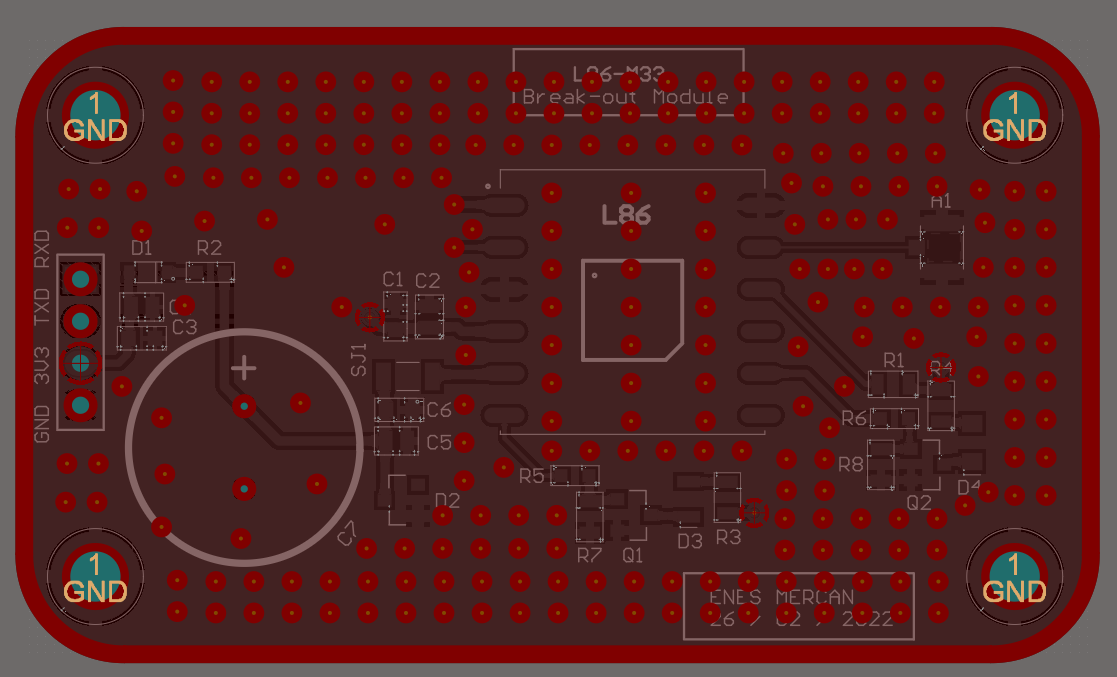 L86-M33
Break-out Module
1
GND
1
GND
A1
L86
RXD
D1
R2
TXD
C1
C2
C3
3V3
SJ1
R1
R4
GND
C6
R6
C5
R8
R5
D4
D2
Q2
C7
R7
Q1
D3
R3
1
GND
1
GND
ENES MERCAN
26 / 02 / 2022